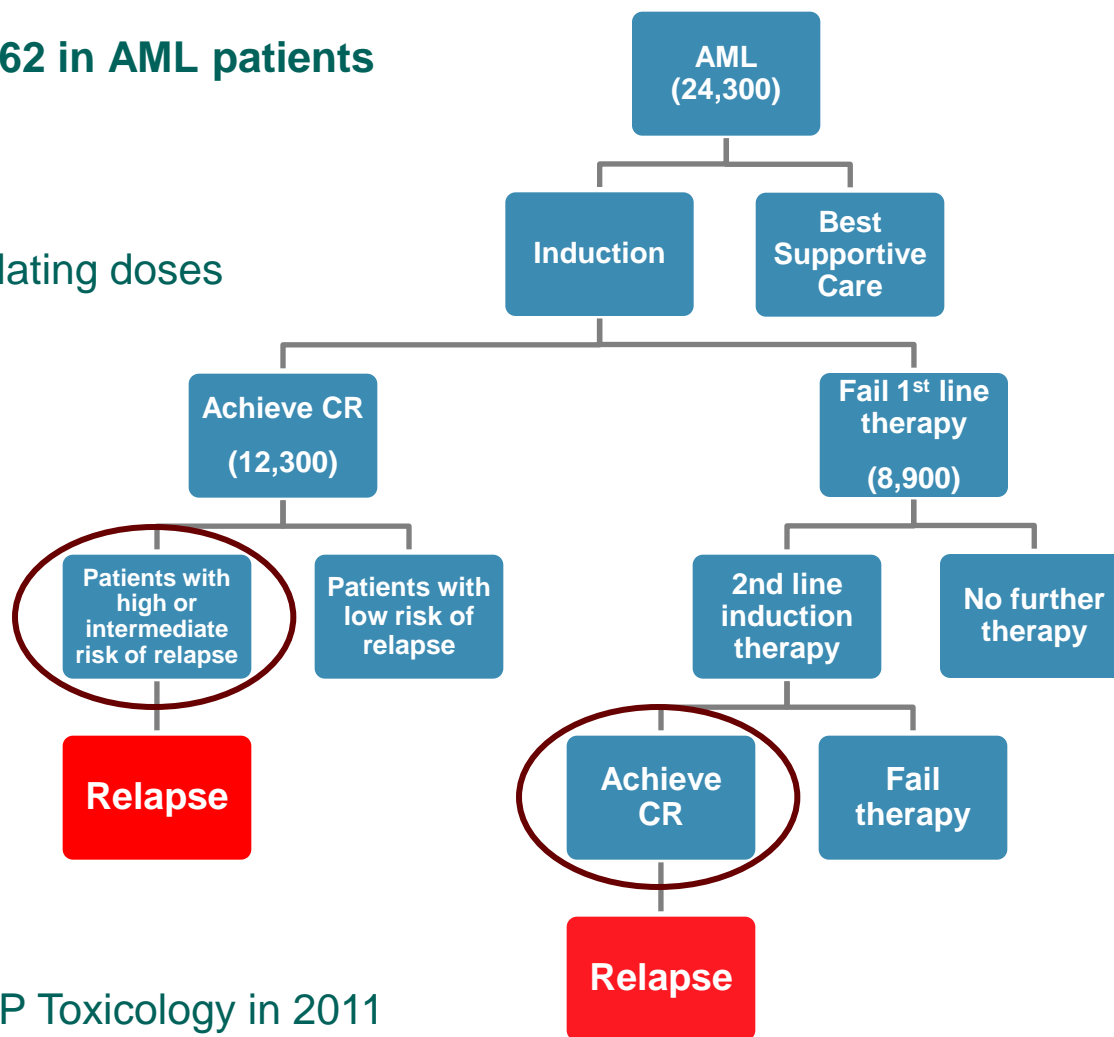 62 in AML patients
AML
(24,300)
Induction
Best
Supportive
Care
lating doses
Achieve CR
(12,300)
Fail 1st line
therapy
(8,900)
Patients with
high or
intermediate
risk of relapse
Patients with
low risk of
relapse
2nd line
induction
therapy
No further
therapy
Relapse
Achieve
CR
Fail
therapy
Relapse
P Toxicology in 2011